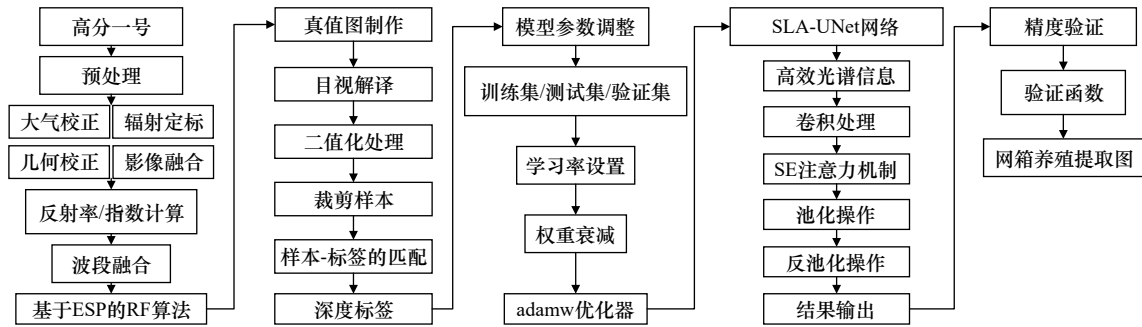 高分一号
预处理
大气校正
辐射定标
几何校正
影像融合
反射率/指数计算
波段融合
基于ESP的RF算法
真值图制作
目视解译
二值化处理
裁剪样本
样本-标签的匹配
深度标签
模型参数调整
训练集/测试集/验证集
学习率设置
权重衰减
adamw优化器
SLA-UNet网络
高效光谱信息
卷积处理
SE注意力机制
池化操作
反池化操作
结果输出
精度验证
验证函数
网箱养殖提取图